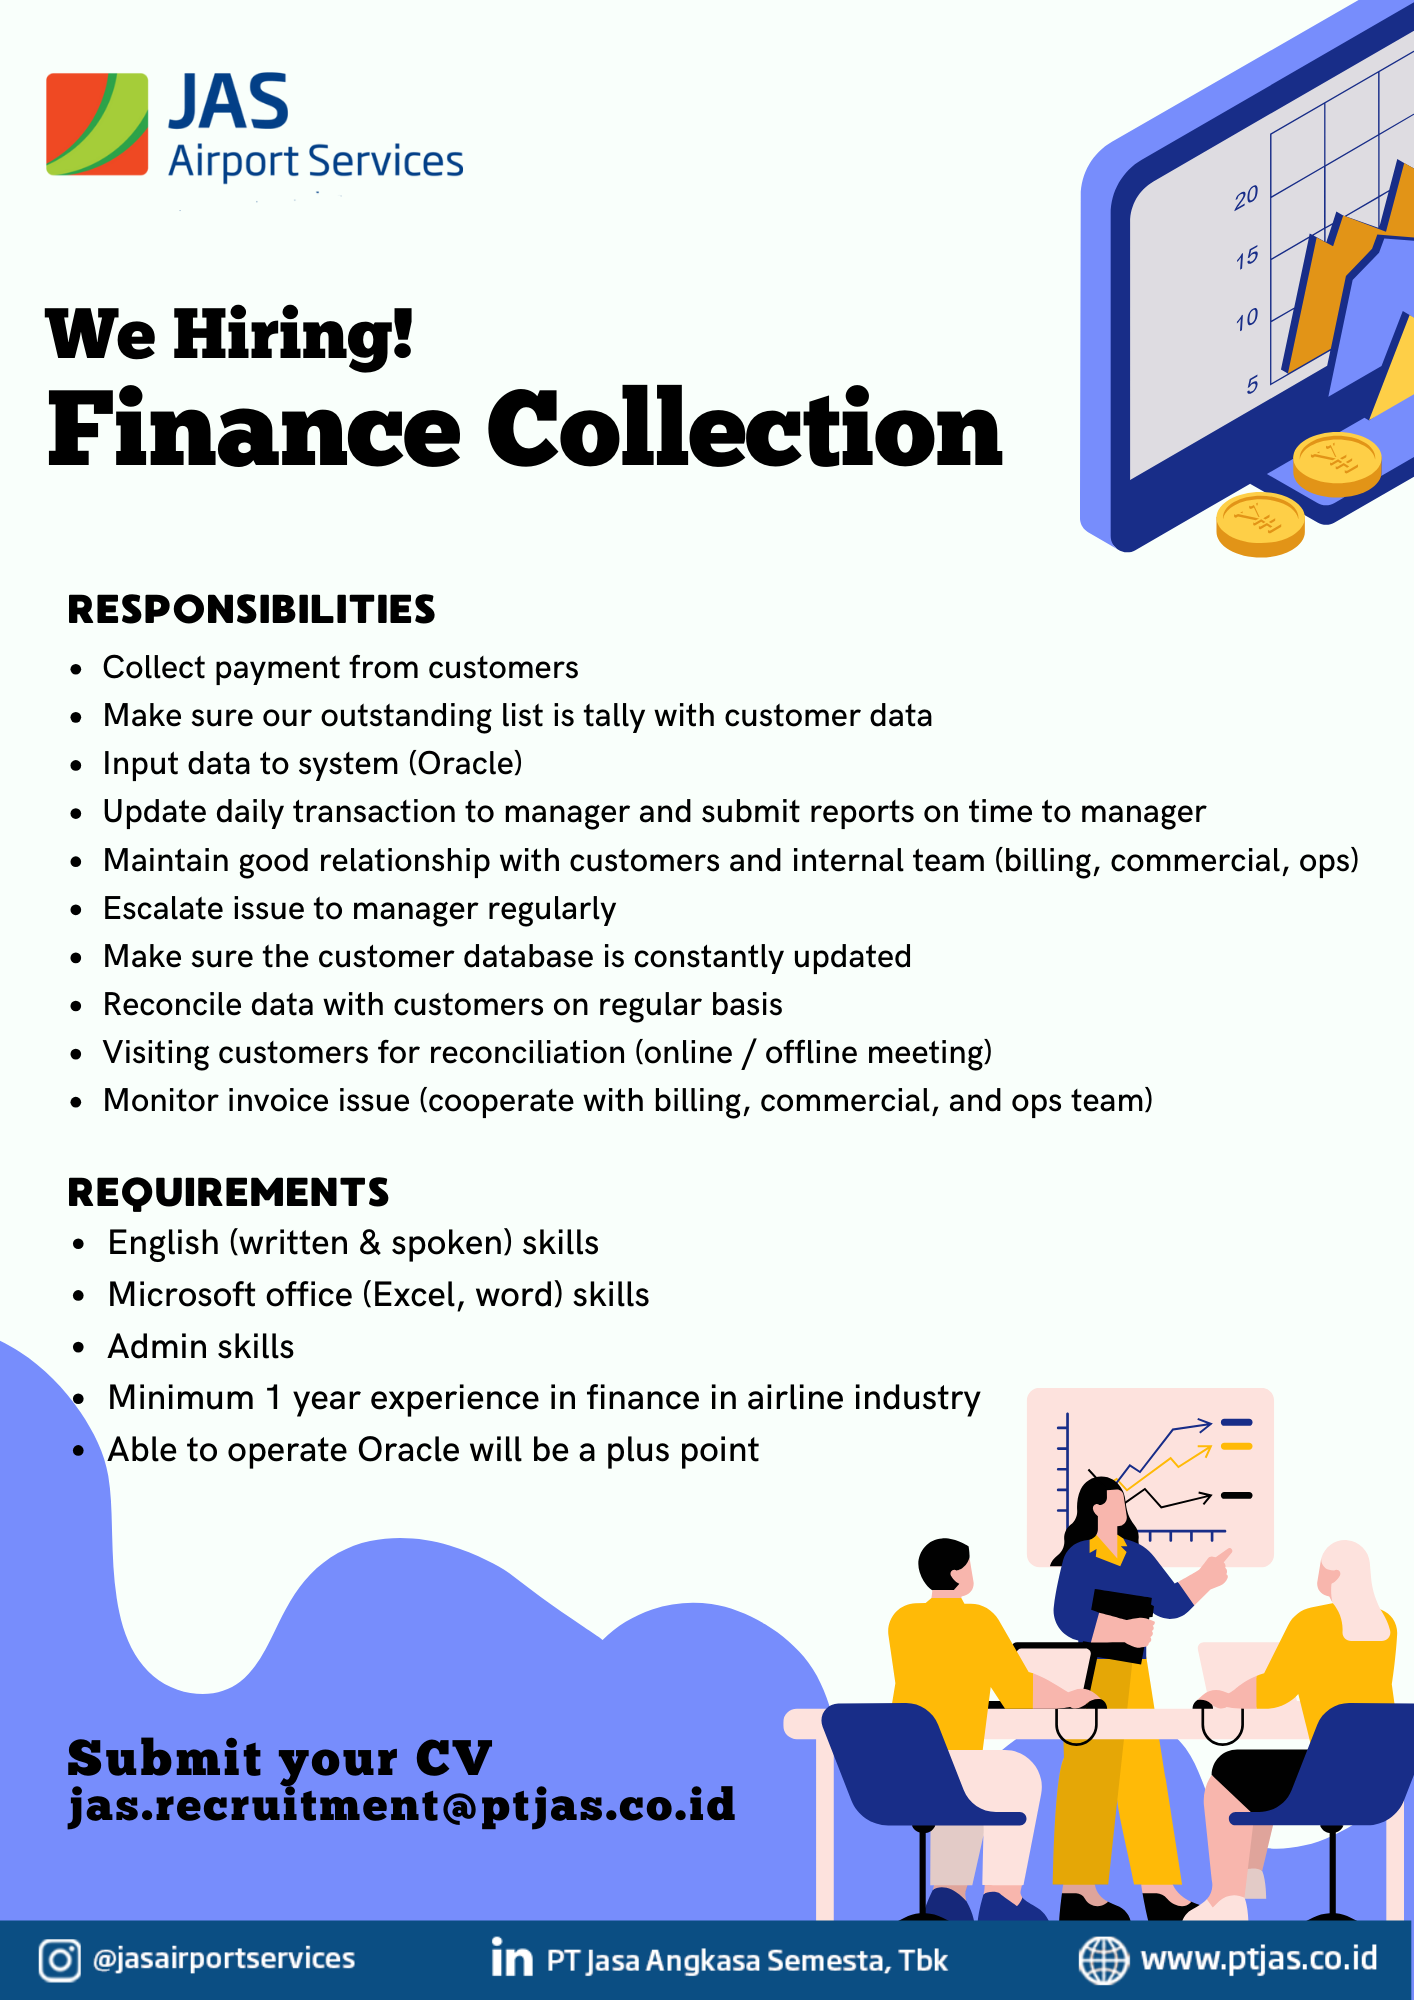 JAS
Airport Services
We Hiring!
Finance Collection
20
15
10
5
RESPONSIBILITIES
• Collect payment from customers
• Make sure our outstanding list is tally with customer data
• Input data to system (Oracle)
• Update daily transaction to manager and submit reports on time to manager
• Maintain good relationship with customers and internal team (billing, commercial, ops)
• Escalate issue to manager regularly
• Make sure the customer database is constantly updated
• Reconcile data with customers on regular basis
• Visiting customers for reconciliation (online / offline meeting)
• Monitor invoice issue (cooperate with billing, commercial, and ops team)
REQUIREMENTS
• English (written & spoken) skills
• Microsoft office (Excel, word) skills
• Admin skills
• Minimum 1 year experience in finance in airline industry
• Able to operate Oracle will be a plus point
Submit your CV
jas.recruitment@ptjas.co.id
@jasairportservices
in PT Jasa Angkasa Semesta, Tbk
www.ptjas.co.id